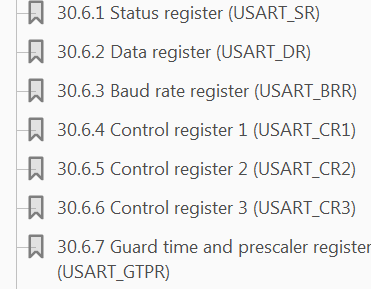 30.6.1 Status register (USART_SR)
30.6.2 Data register (USART_DR)
30.6.3 Baud rate register (USART_BRR)
30.6.4 Control register 1 (USART_CR1)
30.6.5 Control register 2 (USART_CR2)
30.6.6 Control register 3 (USART_CR3)
30.6.7 Guard time and prescaler register
(USART_GTPR)